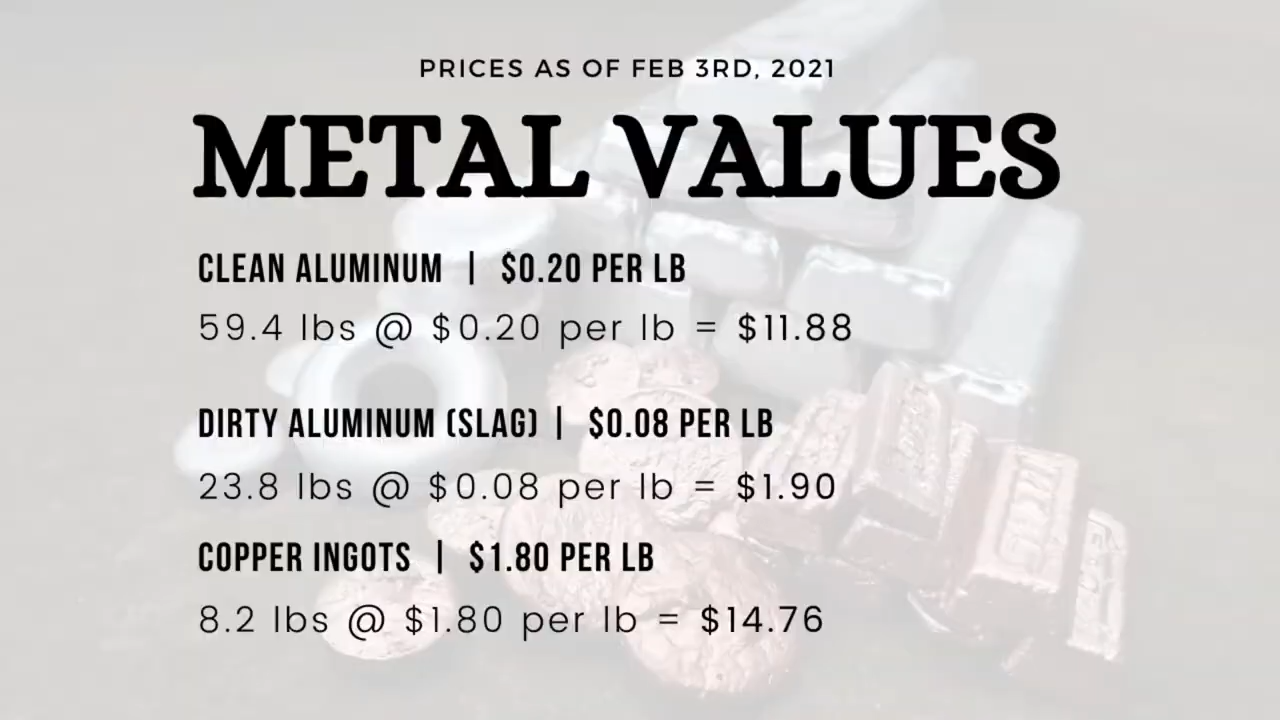 PRICES AS OF FEB 3RD, 2021
METAL VALUES
CLEAN ALUMINUM | $0.20 PER LB
59.4 lbs @ $0.20 per lb = $11.88
DIRTY ALUMINUM (SLAG) | $0.08 PER LB
23.8 lbs @ $0.08 per lb = $1.90
COPPER INGOTS | $1.80 PER LB
8.2 lbs @ $1.80 per lb = $14.76